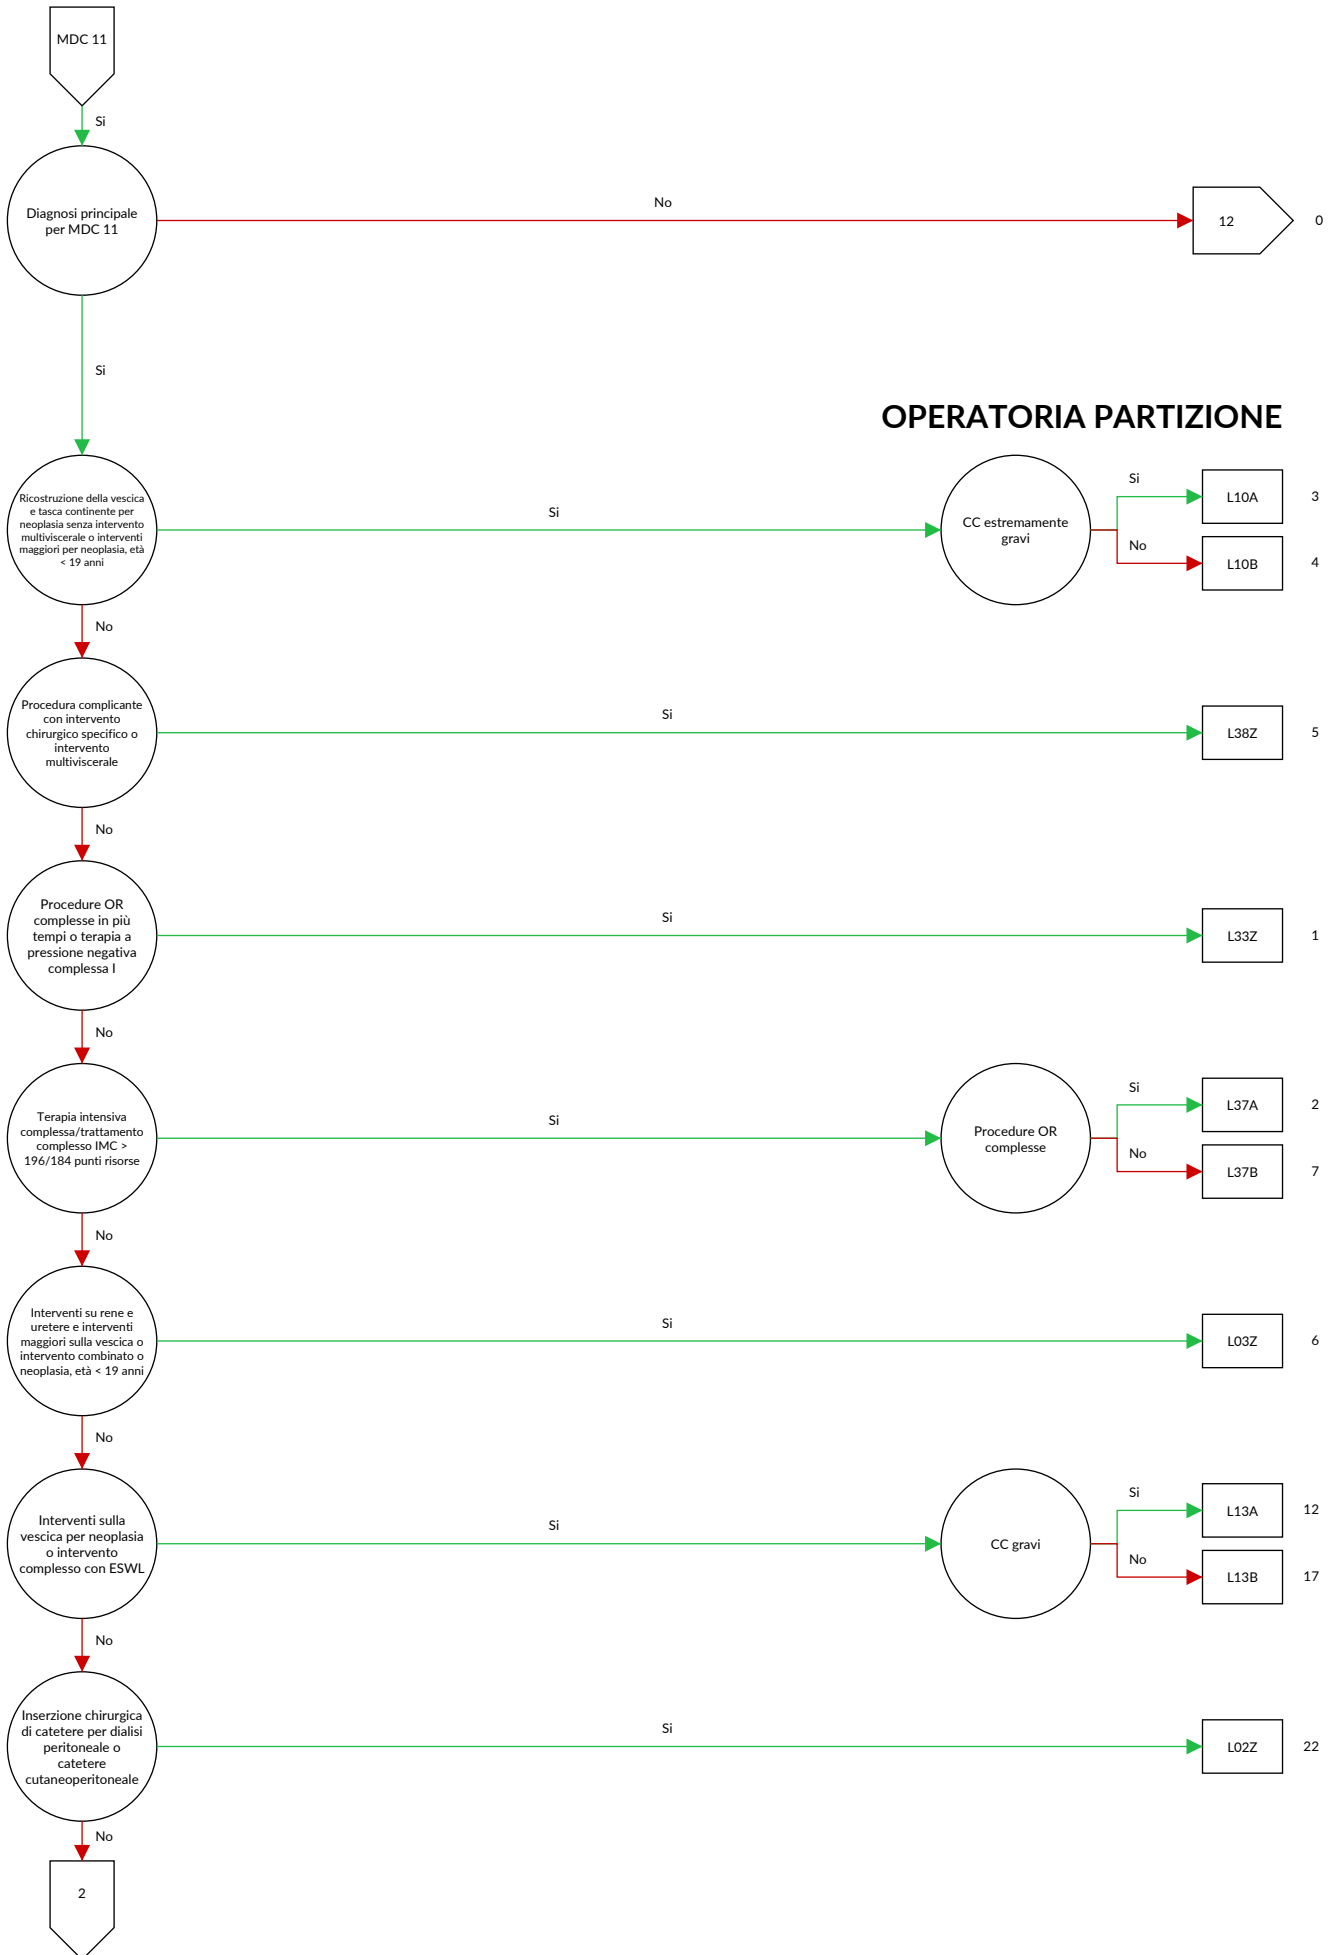 MDC 11
Si
Diagnosi principale
per MDC 11
No
12
0
Si
OPERATORIA PARTIZIONE
Ricostruzione della vescica
e tasca continente per
neoplasia senza intervento
multiviscerale o interventi
maggiori per neoplasia, età
< 19 anni
Si
CC estremamente
gravi
Si
L10A
3
No
L10B
4
No
Procedura complicante
con intervento
chirurgico specifico o
intervento
multiviscerale
Si
L38Z
5
No
Procedure OR
complesse in più
tempi o terapia a
pressione negativa
complessa I
Si
L33Z
1
No
Terapia intensiva
complessa/trattamento
complesso IMC >
196/184 punti risorse
Si
Procedure OR
complesse
Si
L37A
2
No
L37B
7
No
Interventi su rene e
uretere e interventi
maggiori sulla vescica o
intervento combinato o
neoplasia, età < 19 anni
Si
L03Z
6
No
Interventi sulla
vescica per neoplasia
o intervento
complesso con ESWL
Si
CC gravi
Si
L13A
12
No
L13B
17
No
Inserzione chirurgica
di catetere per dialisi
peritoneale o
catetere
cutaneoperitoneale
Si
L02Z
22
No
2